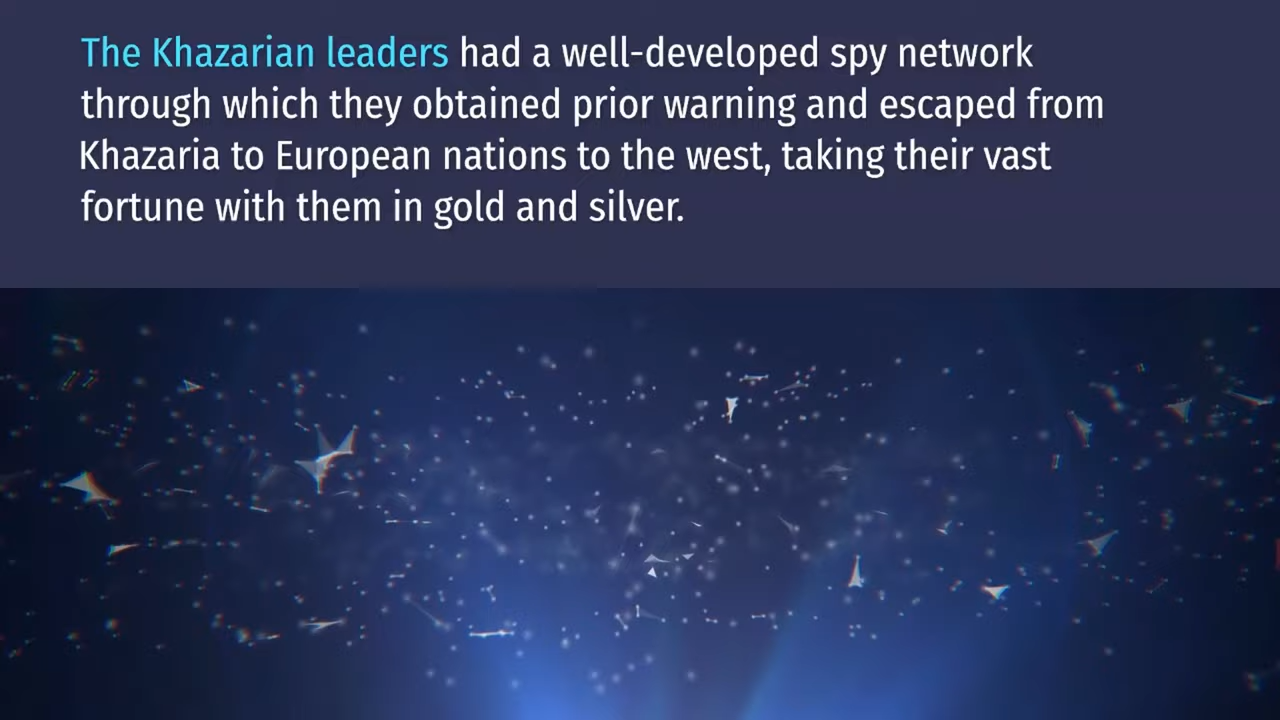 The Khazarian leaders had a well-developed spy network
through which they obtained prior warning and escaped from
Khazaria to European nations to the west, taking their vast
fortune with them in gold and silver.